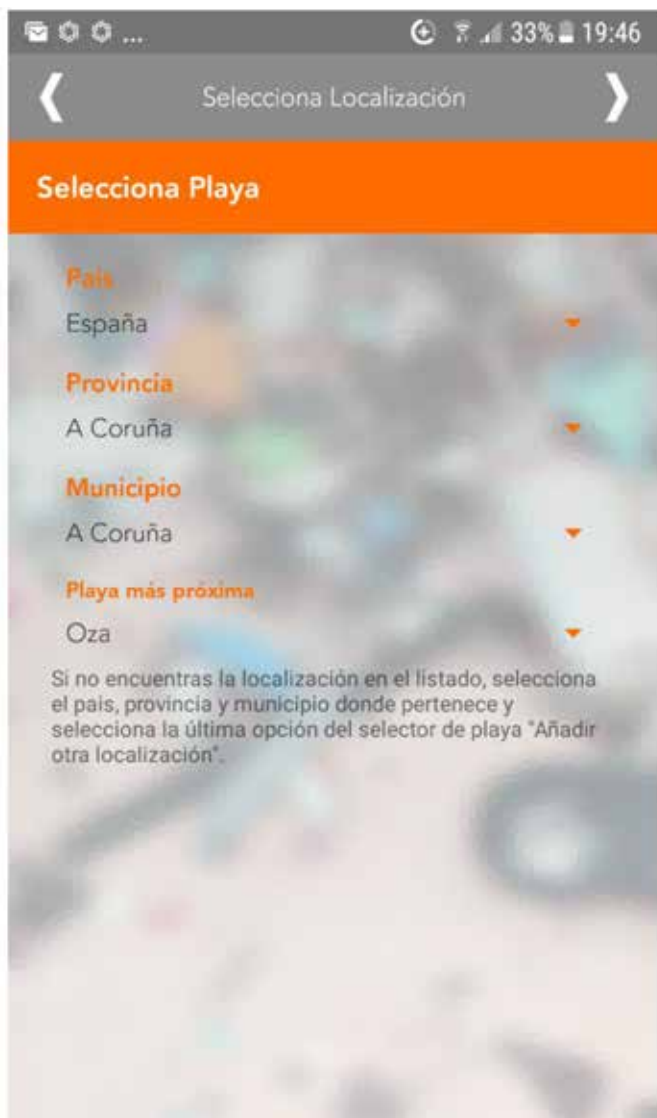 ... 33% 19:46
Selecciona Localización
Selecciona Playa
País
España
Provincia
A Coruña
Municipio
A Coruña
Playa más próxima
Oza
Si no encuentras la localización en el listado, selecciona
el pais, provincia y municipio donde pertenece y
selecciona la última opción del selector de playa "Añadir
otra localización".